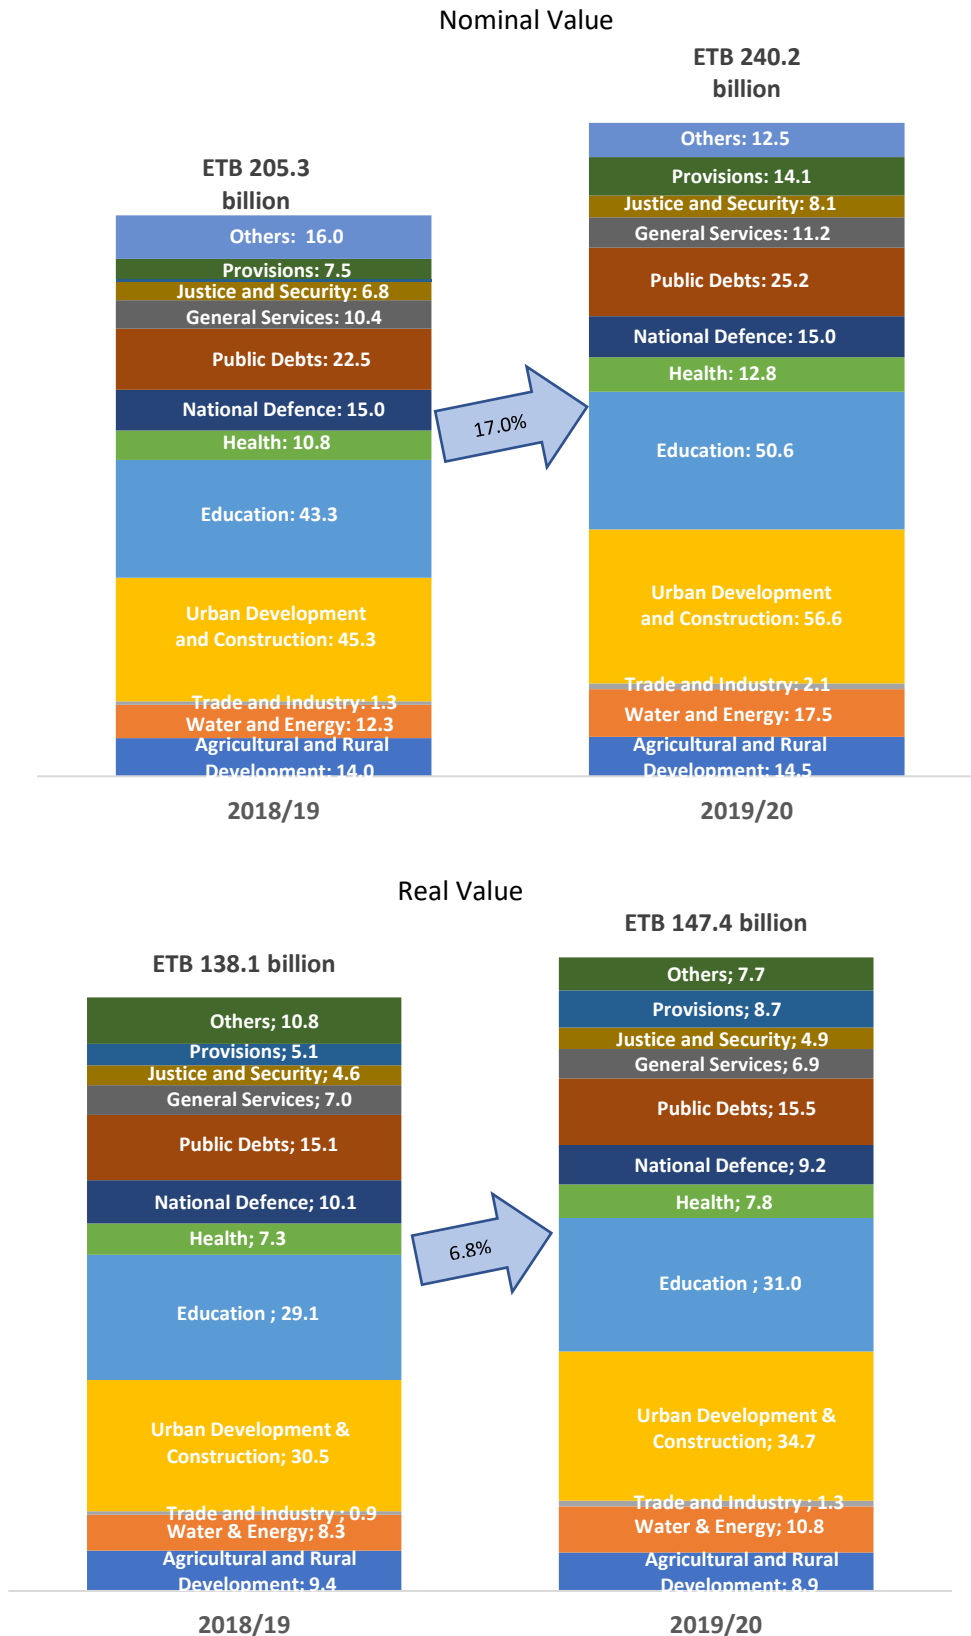 Nominal Value
ETB 205.3
billion
Others:  16.0
Provisions: 7.5
Justice and Security: 6.8
General Services: 10.4
Public Debts: 22.5
National Defence: 15.0
Health: 10.8
Education: 43.3
Urban Development
and Construction: 45.3
Trade and Industry: 1.3
Water and Energy: 12.3
Agricultural and Rural
Development: 14.0
2018/19
17.0%
ETB 240.2
billion
Others: 12.5
Provisions: 14.1
Justice and Security: 8.1
General Services: 11.2
Public Debts: 25.2
National Defence: 15.0
Health: 12.8
Education: 50.6
Urban Development
and Construction: 56.6
Trade and Industry: 2.1
Water and Energy: 17.5
Agricultural and Rural
Development: 14.5
2019/20
Real Value
ETB 138.1 billion
Others; 10.8
Provisions; 5.1
Justice and Security; 4.6
General Services; 7.0
Public Debts; 15.1
National Defence; 10.1
Health; 7.3
Education ; 29.1
Urban Development &
Construction; 30.5
Trade and Industry ; 0.9
Water & Energy; 8.3
Agricultural and Rural
Development; 9.4
2018/19
6.8%
ETB 147.4 billion
Others; 7.7
Provisions; 8.7
Justice and Security; 4.9
General Services; 6.9
Public Debts; 15.5
National Defence; 9.2
Health; 7.8
Education ; 31.0
Urban Development &
Construction; 34.7
Trade and Industry ; 1.3
Water & Energy; 10.8
Agricultural and Rural
Development; 8.9
2019/20